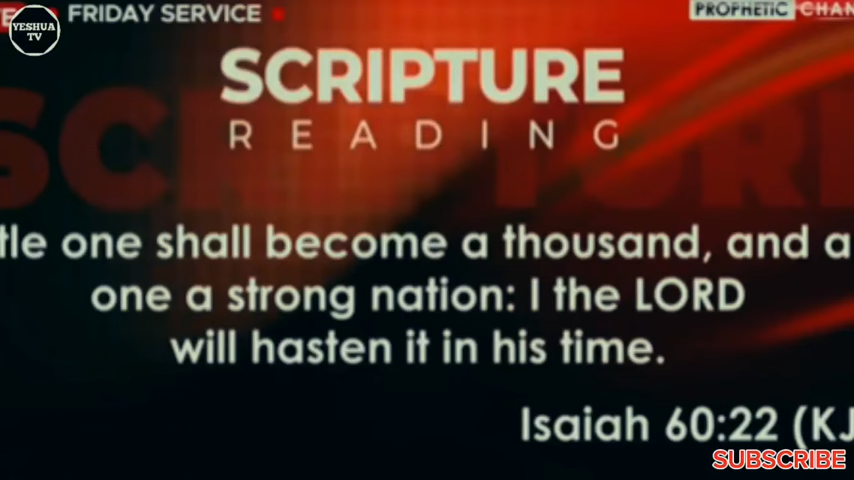 YESHUA
TV
FRIDAY SERVICE
PROPHETIC CHAN
SCRIPTURE
READING
tle one shall become a thousand, and a
one a strong nation: I the LORD
will hasten it in his time.
Isaiah 60:22 (KJ
SUBSCRIBE